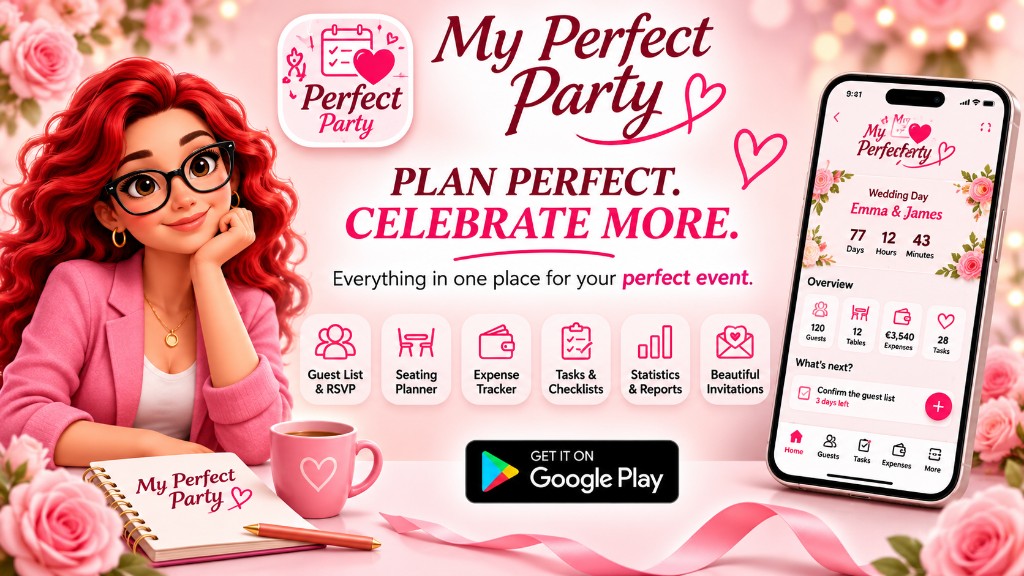 Perfect
Party
My Perfect
Party
PLAN PERFECT.
CELEBRATE MORE.
Everything in one place for your perfect event.
Guest List
& RSVP
Seating
Planner
Expense
Tracker
Tasks &
Checklists
Statistics
& Reports
Beautiful
Invitations
GET IT ON
Google Play
My Perfect
Party
9:41
My
My
Wedding Day
Emma & James
77 12 43
Days Hours Minutes
Overview
120
Guests
12
Tables
€3,540
Expenses
28
Tasks
What's next?
Confirm the guest list
3 days left
+
Home Guests Tasks Expenses More